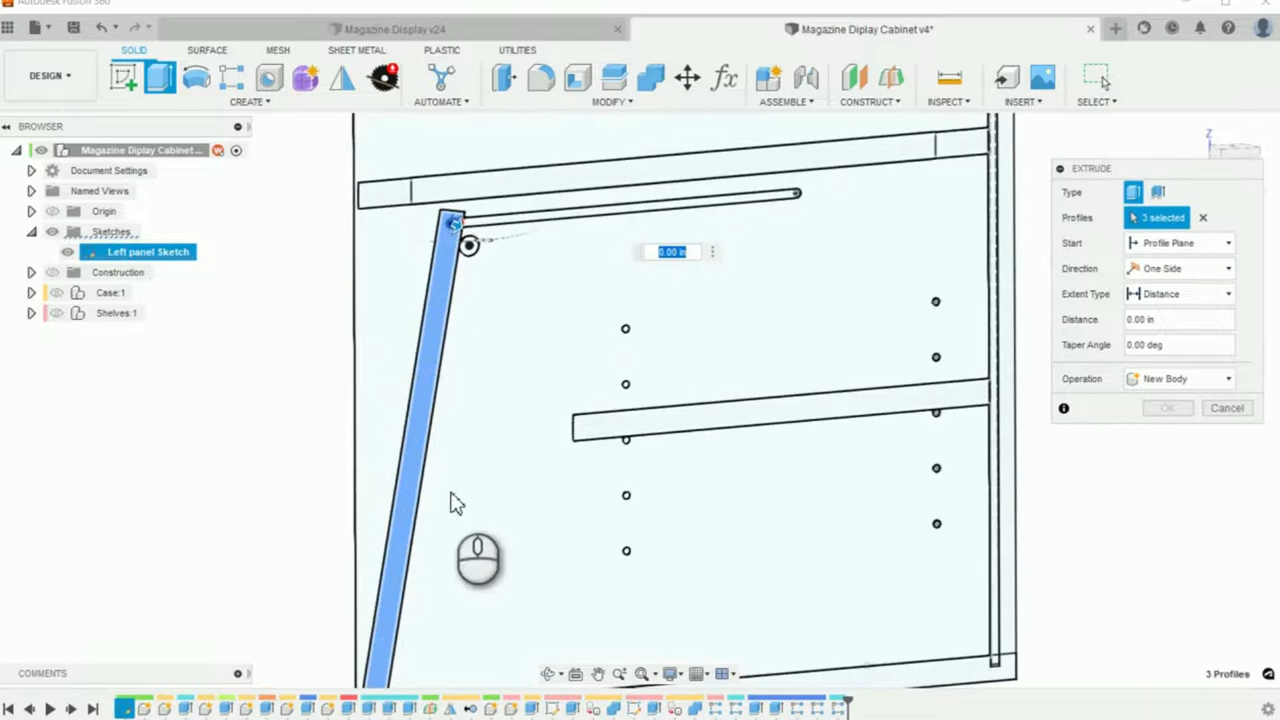 Autodesk Fusion 360
Magazine Display v24
Magazine Diplay Cabinet v4*
SOLID SURFACE MESH SHEET METAL PLASTIC UTILITIES
DESIGN
CREATE AUTOMATE MODIFY ASSEMBLE CONSTRUCT INSPECT INSERT SELECT
fx
BROWSER
Magazine Diplay Cabinet ...
Document Settings
Named Views
Origin
Sketches
Left panel Sketch
Construction
Case:1
Shelves:1
Z
0.00 in
EXTRUDE
Type
Profiles 3 selected
Start Profile Plane
Direction One Side
Extent Type Distance
Distance 0.00 in
Taper Angle 0.00 deg
Operation New Body
OK Cancel
COMMENTS
3 Profiles